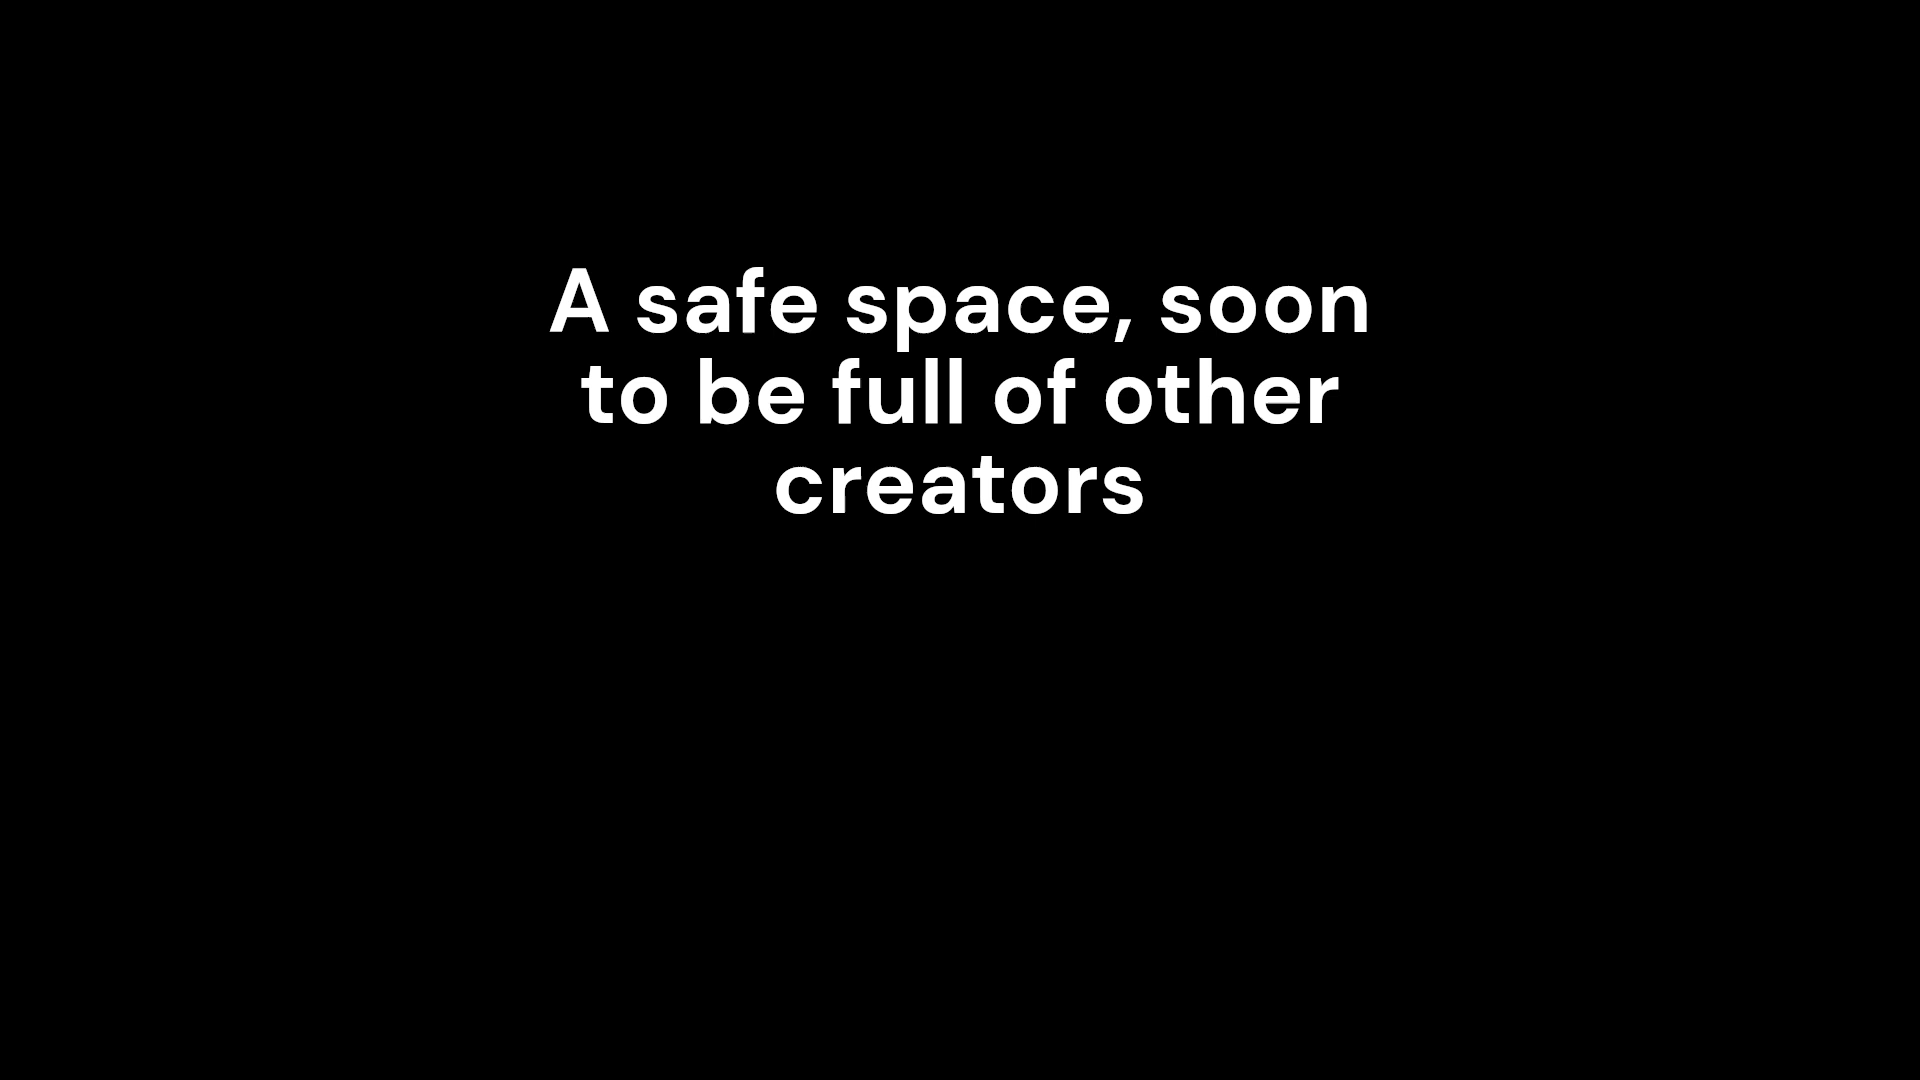 A safe space, soon
to be full of other
creators